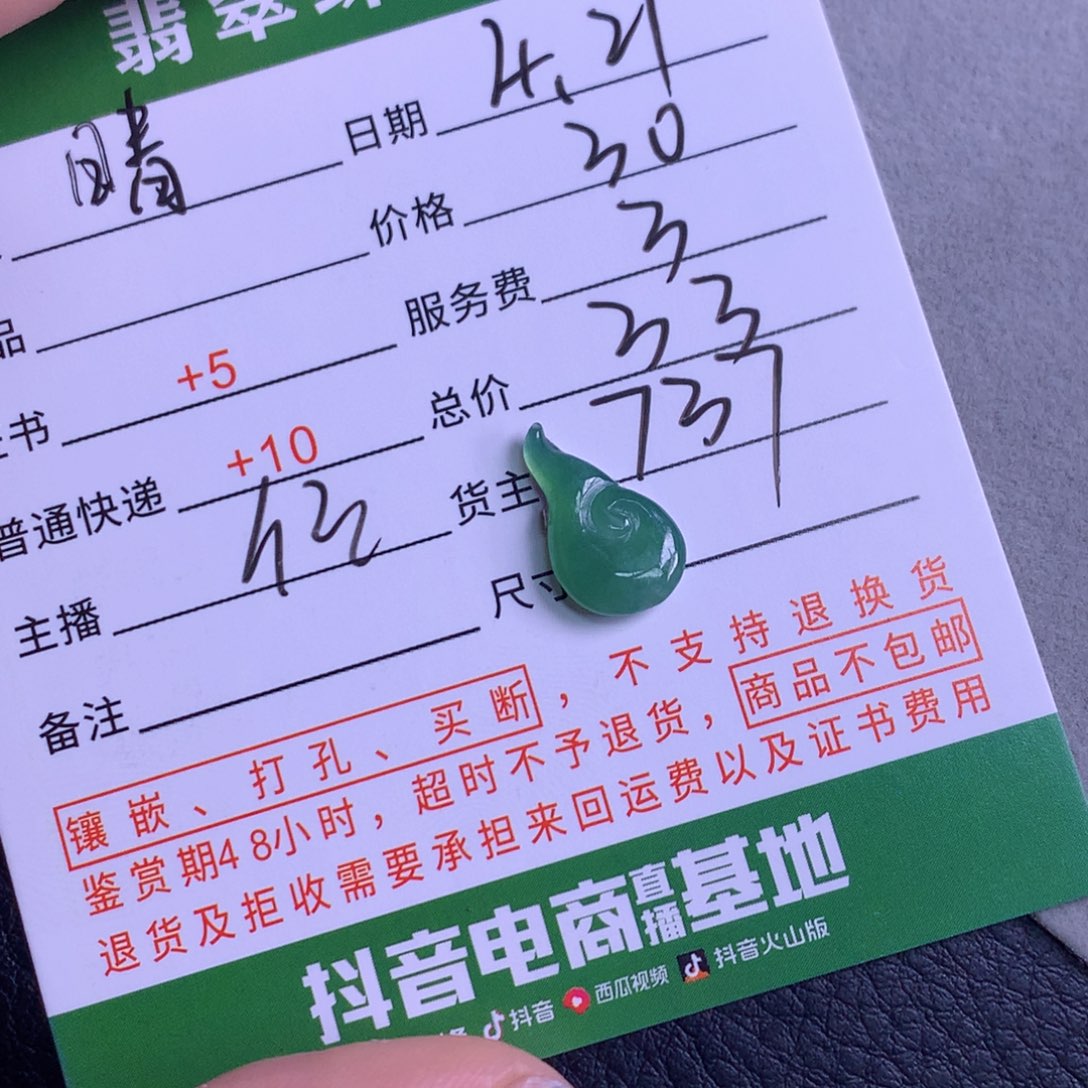 翡翠
晴 日期 4.21
价格 30
品 服务费 3
书 +5 总价 33
普通快递 +10 货主 737
主播 尺寸
备注
镶嵌、打孔、买断，不支持退换货
鉴赏期48小时，超时不予退货，商品不包邮
退货及拒收需要承担来回运费以及证书费用
抖音电商直播基地
抖音 西瓜视频 抖音火山版